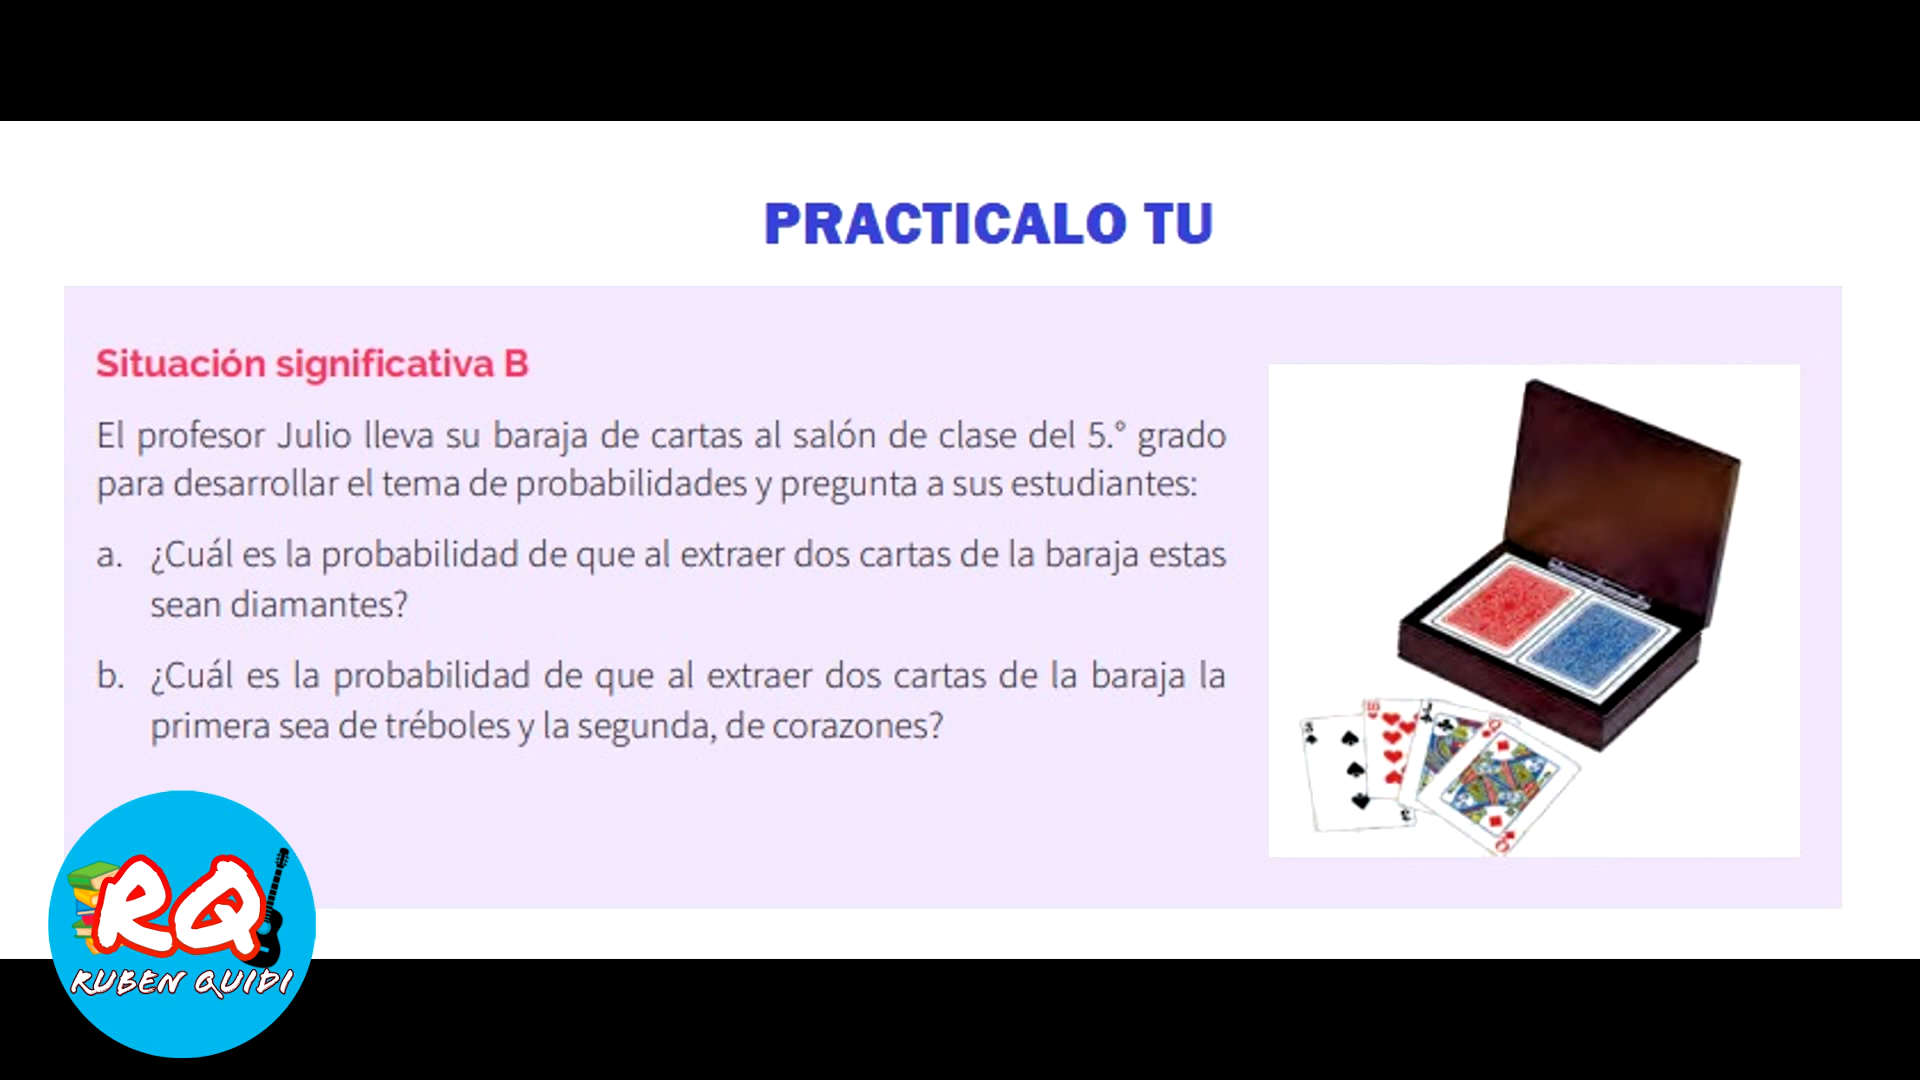 PRACTICALO TU
Situación significativa B
El profesor Julio lleva su baraja de cartas al salón de clase del 5.° grado
para desarrollar el tema de probabilidades y pregunta a sus estudiantes:
a. ¿Cuál es la probabilidad de que al extraer dos cartas de la baraja estas
sean diamantes?
b. ¿Cuál es la probabilidad de que al extraer dos cartas de la baraja la
primera sea de tréboles y la segunda, de corazones?
RQ
RUBEN QUIDI